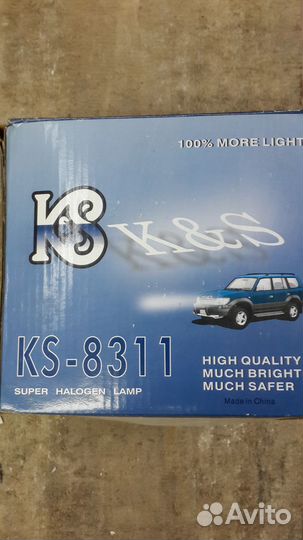 100% MORE LIGHT
KS
K&S
KS-8311
SUPER HALOGEN LAMP
HIGH QUALITY
MUCH BRIGHT
MUCH SAFER
Made in China
Avito